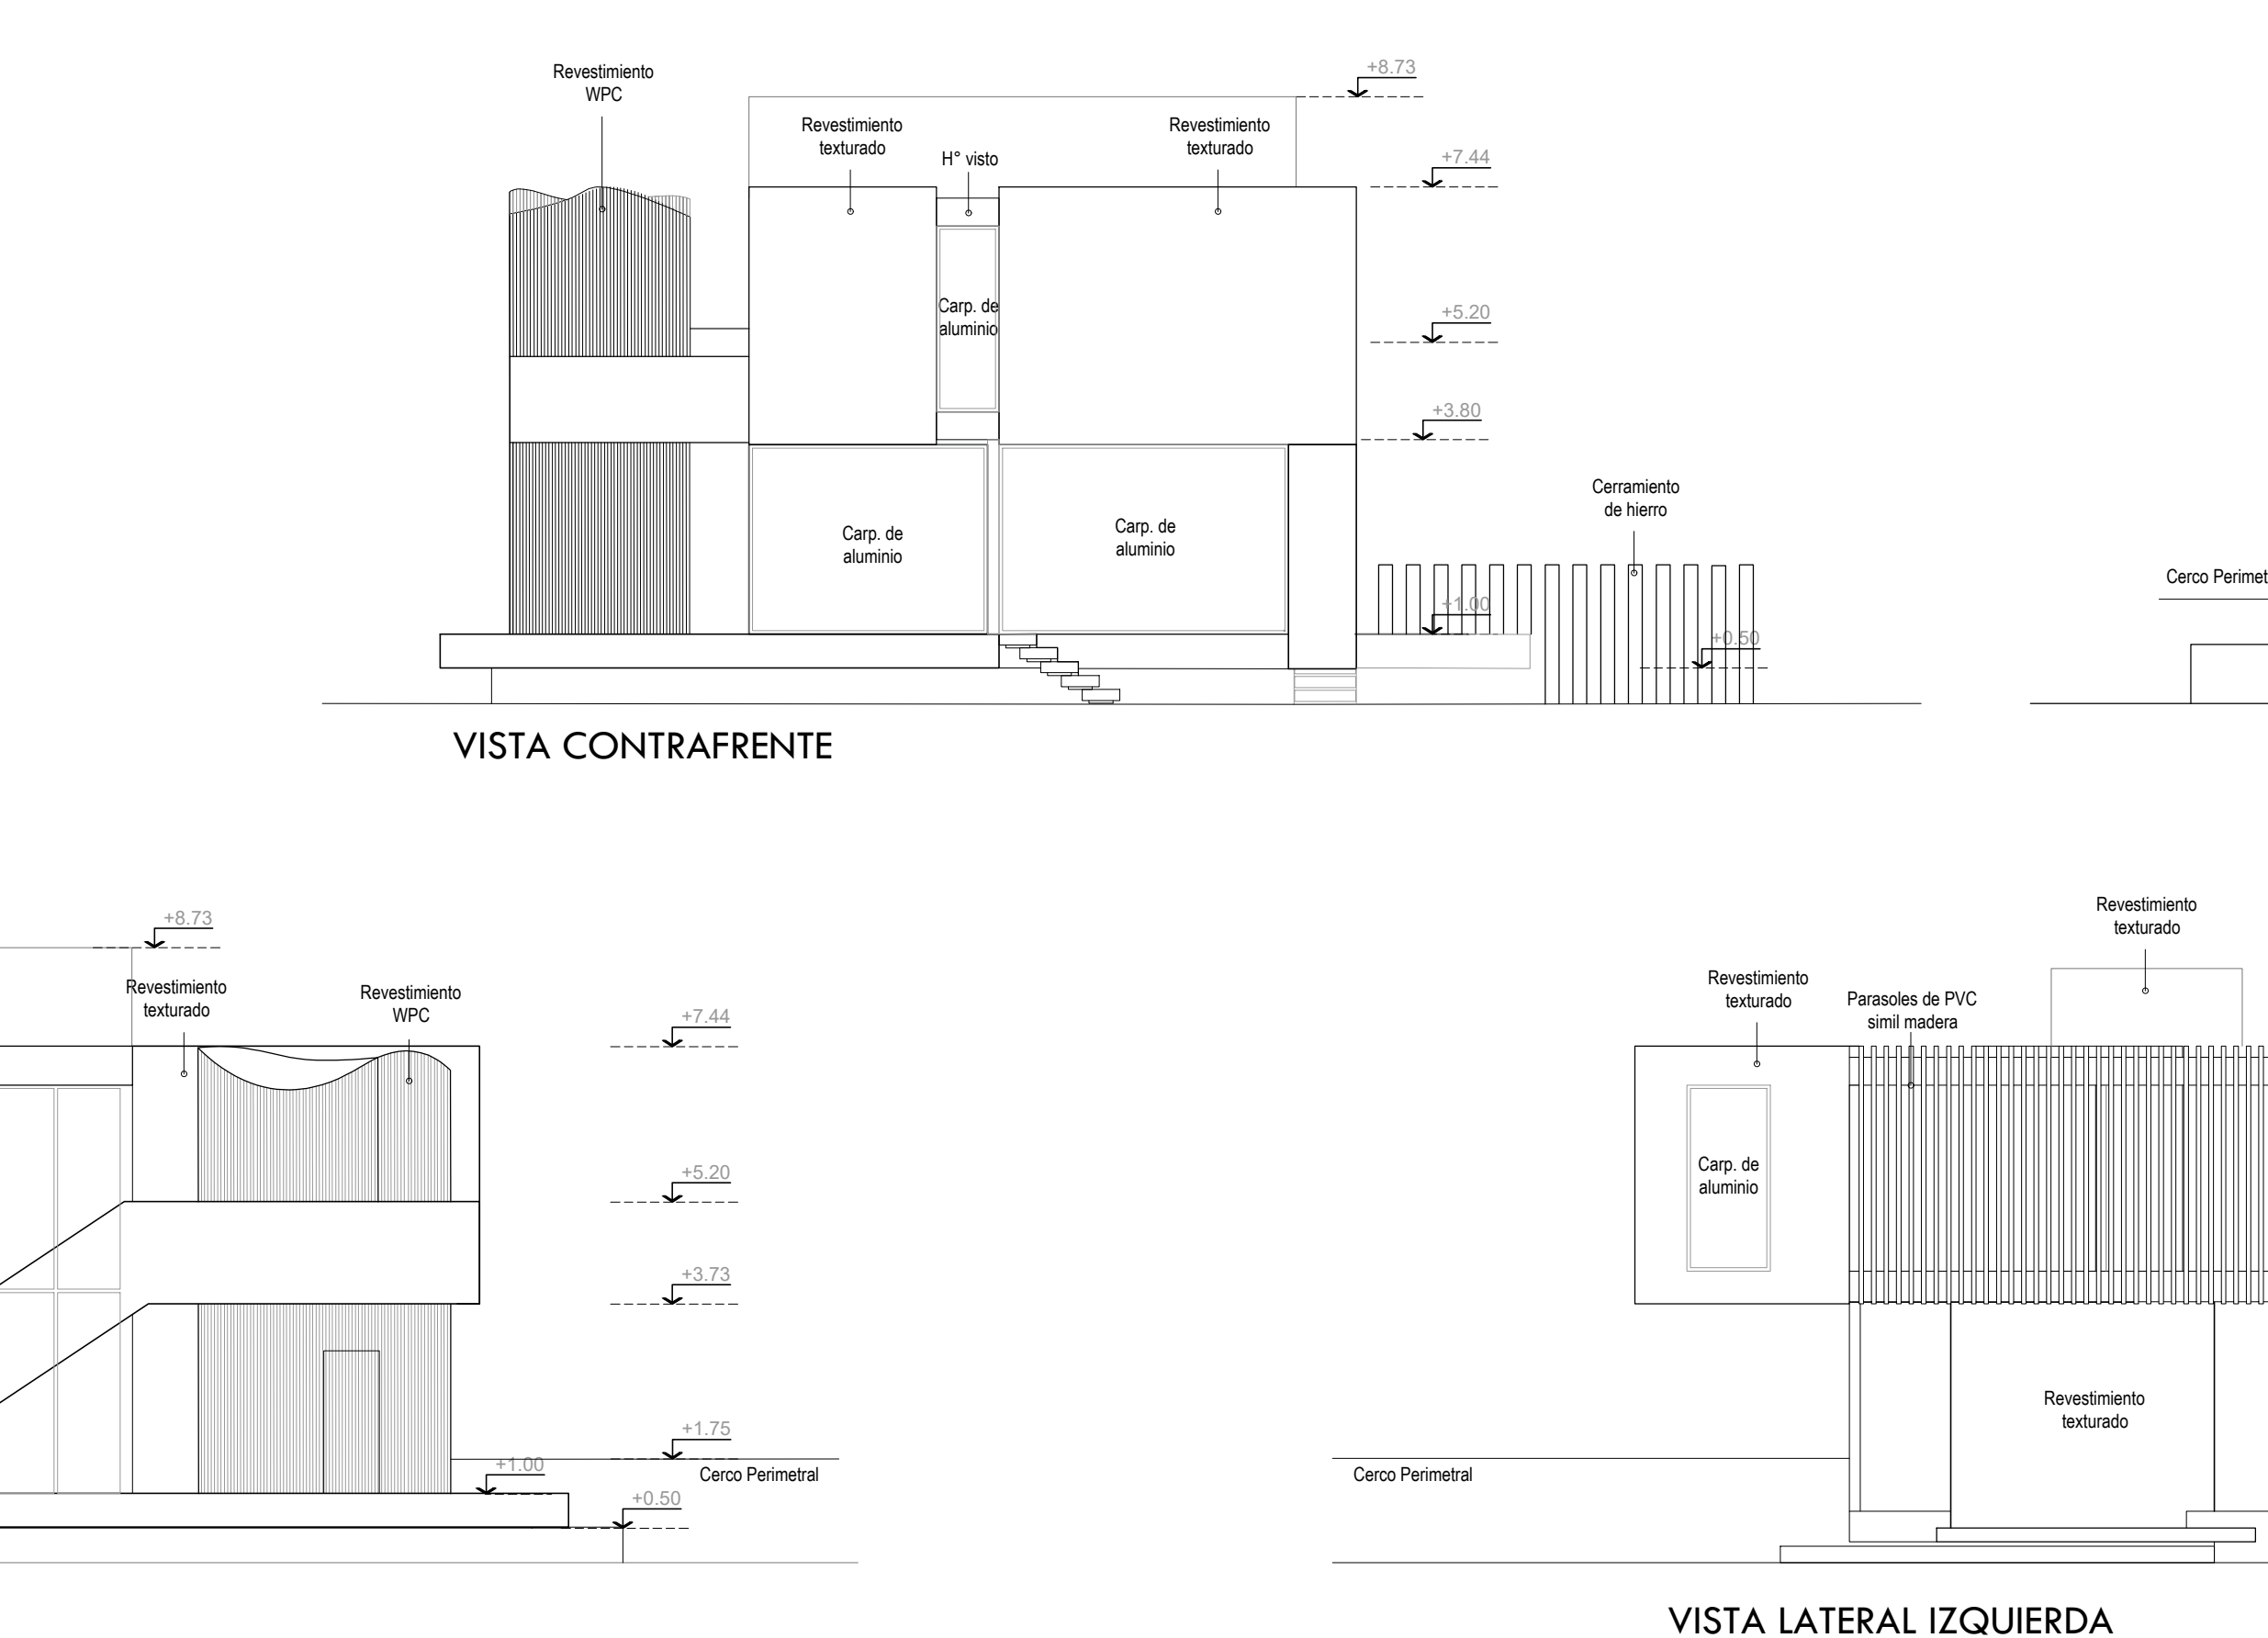 Revestimiento
WPC
+8.73
Revestimiento
texturado
Revestimiento
texturado
H° visto
+7.44
Carp. de
aluminio
+5.20
+3.80
Cerramiento
de hierro
Carp. de
aluminio
Carp. de
aluminio
Cerco Perimet
+1.00
+0.50
VISTA CONTRAFRENTE
+8.73
Revestimiento
texturado
Revestimiento
WPC
+7.44
+5.20
+3.73
+1.75
+1.00
Cerco Perimetral
+0.50
Revestimiento
texturado
Revestimiento
texturado
Parasoles de PVC
simil madera
Carp. de
aluminio
Revestimiento
texturado
Cerco Perimetral
VISTA LATERAL IZQUIERDA